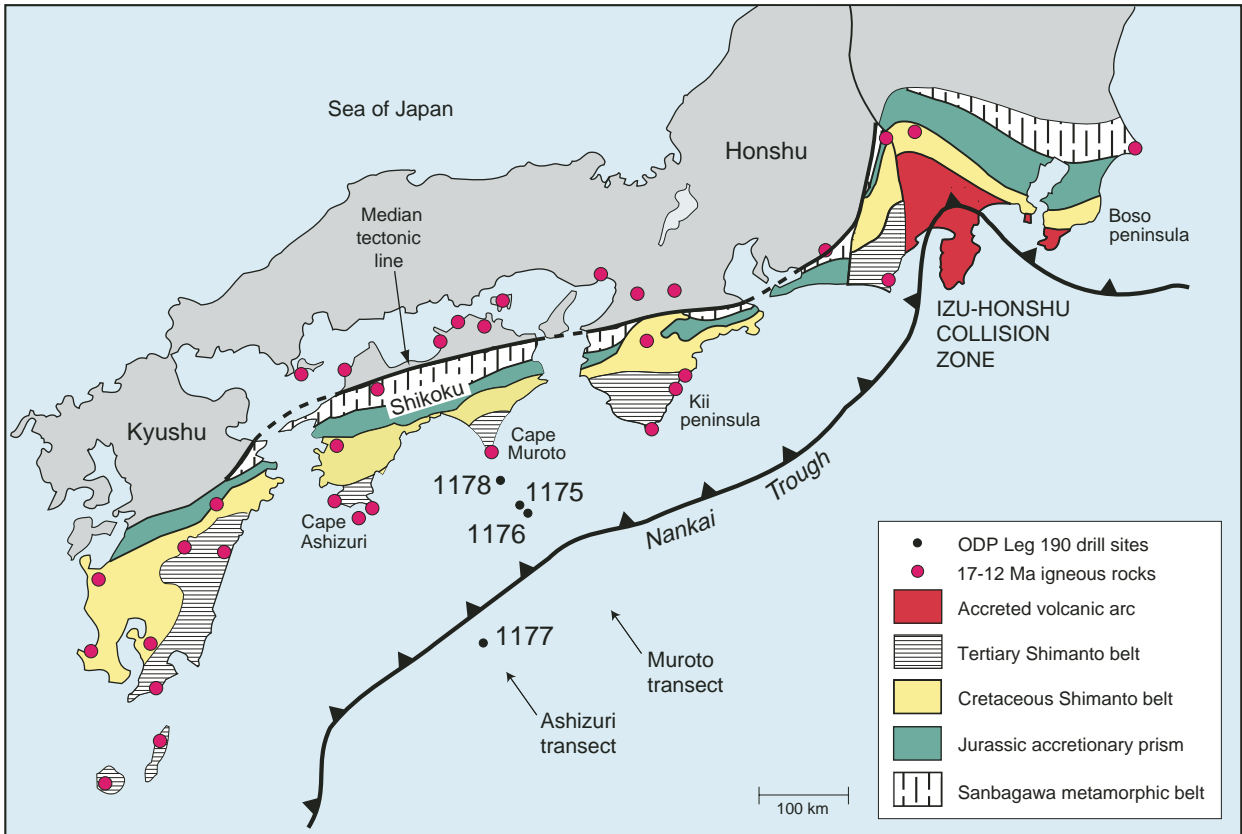 Sea of Japan
Honshu
Median
tectonic
line
Boso
peninsula
IZU-HONSHU
COLLISION
ZONE
Shikoku
Kii
peninsula
Kyushu
Cape
Muroto
1178
1175
1176
Cape
Ashizuri
Nankai
Trough
1177
Muroto
transect
Ashizuri
transect
100 km
ODP Leg 190 drill sites
17-12 Ma igneous rocks
Accreted volcanic arc
Tertiary Shimanto belt
Cretaceous Shimanto belt
Jurassic accretionary prism
Sanbagawa metamorphic belt